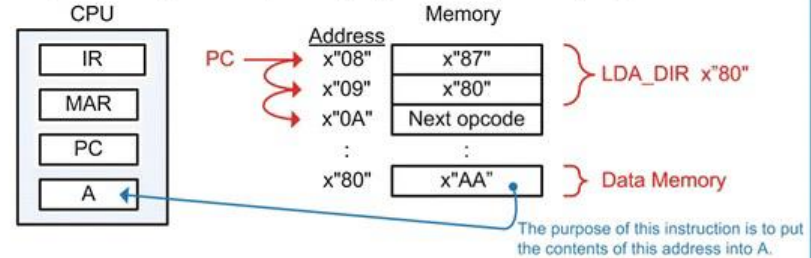 CPU
Memory
Address
IR
PC
x"08"
x"87"
LDA_DIR x"80"
x"09"
x"80"
MAR
x"0A"
Next opcode
PC
:
:
A
x"80"
x"AA"
Data Memory
The purpose of this instruction is to put
the contents of this address into A.